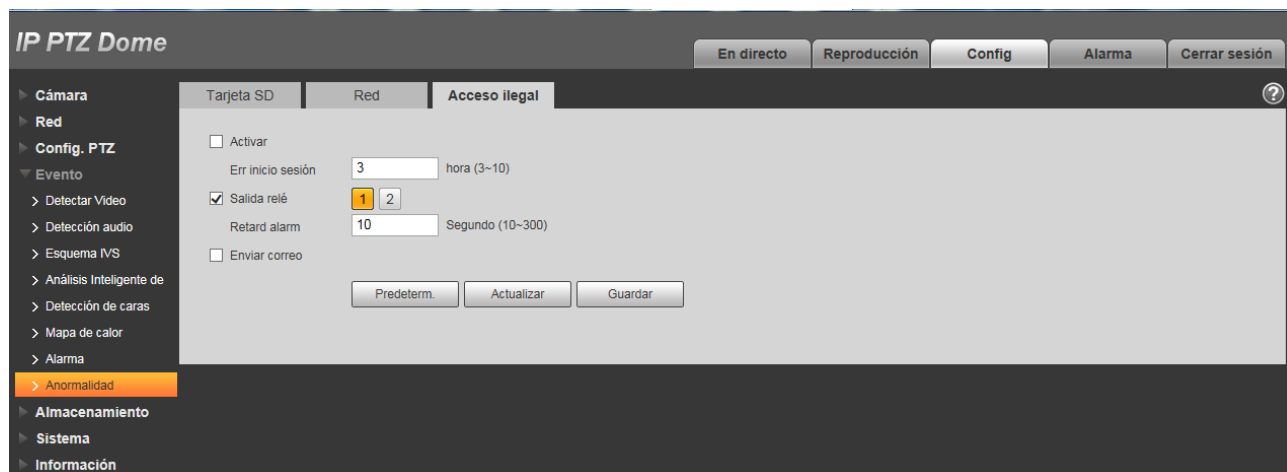 IP PTZ Dome
En directo
Reproducción
Config
Alarma
Cerrar sesión
Cámara
Red
Config. PTZ
Evento
Detectar Video
Detección audio
Esquema IVS
Análisis Inteligente de
Detección de caras
Mapa de calor
Alarma
Anormalidad
Almacenamiento
Sistema
Información
Tarjeta SD
Red
Acceso ilegal
?
Activar
Err inicio sesión 3 hora (3~10)
Salida relé 1 2
Retard alarm 10 Segundo (10~300)
Enviar correo
Predeterm. Actualizar Guardar